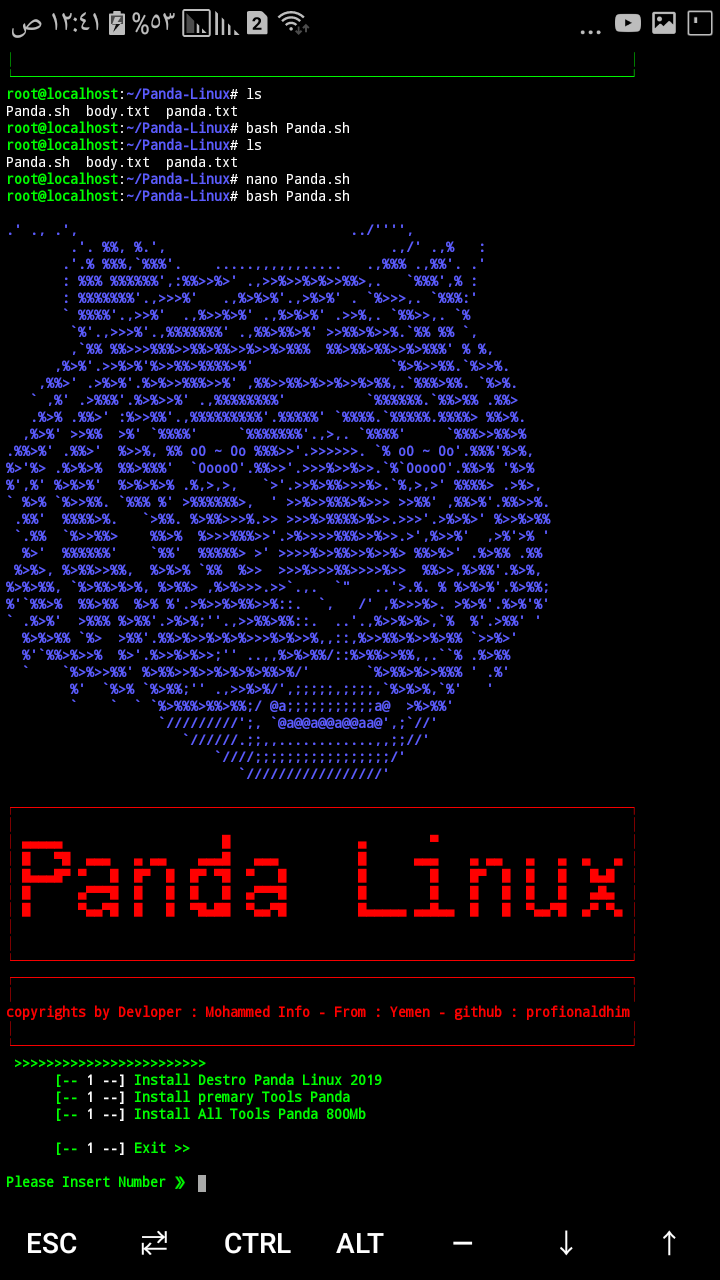 ص ١٢:٤١ %٥٣ 2 ...
root@localhost:~/Panda-Linux# ls
Panda.sh body.txt panda.txt
root@localhost:~/Panda-Linux# bash Panda.sh
root@localhost:~/Panda-Linux# ls
Panda.sh body.txt panda.txt
root@localhost:~/Panda-Linux# nano Panda.sh
root@localhost:~/Panda-Linux# bash Panda.sh
Panda Linux
copyrights by Devloper : Mohammed Info - From : Yemen - github : profionaldhim
>>>>>>>>>>>>>>>>>>>>>>>>
[-- 1 --] Install Destro Panda Linux 2019
[-- 1 --] Install premary Tools Panda
[-- 1 --] Install All Tools Panda 800Mb
[-- 1 --] Exit >>
Please Insert Number 》
ESC ⇄ CTRL ALT — ↓ ↑